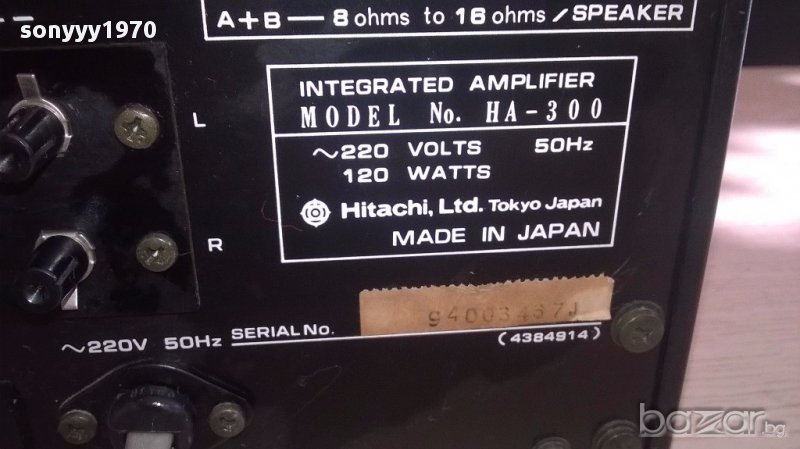 sonyyy1970
A+B — 8 ohms to 16 ohms / SPEAKER
INTEGRATED AMPLIFIER
MODEL No. HA-300
~220 VOLTS 50Hz
120 WATTS
Hitachi, Ltd. Tokyo Japan
MADE IN JAPAN
L
R
~220V 50Hz SERIAL No. 94003437J
(4384914)
bazar.bg